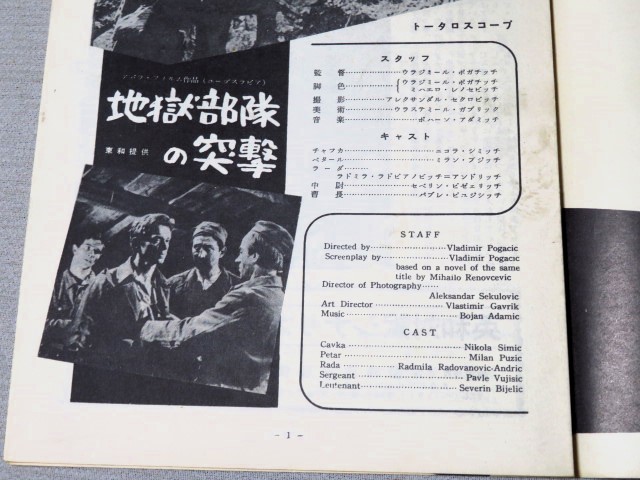 トータロスコープ
地獄部隊
東和提供
の突撃
スタッフ
監督………ウラジミール・ポガチッチ
脚色………ウラジミール・ポガチッチ
ミハエロ・レノセビッチ
撮影………アレクサンダル・セクロビッチ
美術………ウラスティール・ガブリック
音楽………ボハーン・アダミッチ
キャスト
チャフカ………ニコラ・シミッチ
ペタール………ミラン・プジッチ
ラーダ………
ラドミラ・ラドビアノビッチ=アンドリッチ
中尉………セベリン・ビゼェリッチ
曹長………パブレ・ビュジシッチ
STAFF
Directed by………Vladimir Pogacic
Screenplay by………Vladimir Pogacic
based on a novel of the same
title by Mihailo Renovcevic
Director of Photography……
Aleksandar Sekulovic
Art Director………Vlastimir Gavrik
Music………Bojan Adamic
CAST
Cavka………Nikola Simic
Petar………Milan Puzic
Rada………Radmila Radovanovic-Andric
Sergeant………Pavle Vujisic
Leutenant………Severin Bijelic
- 1 -